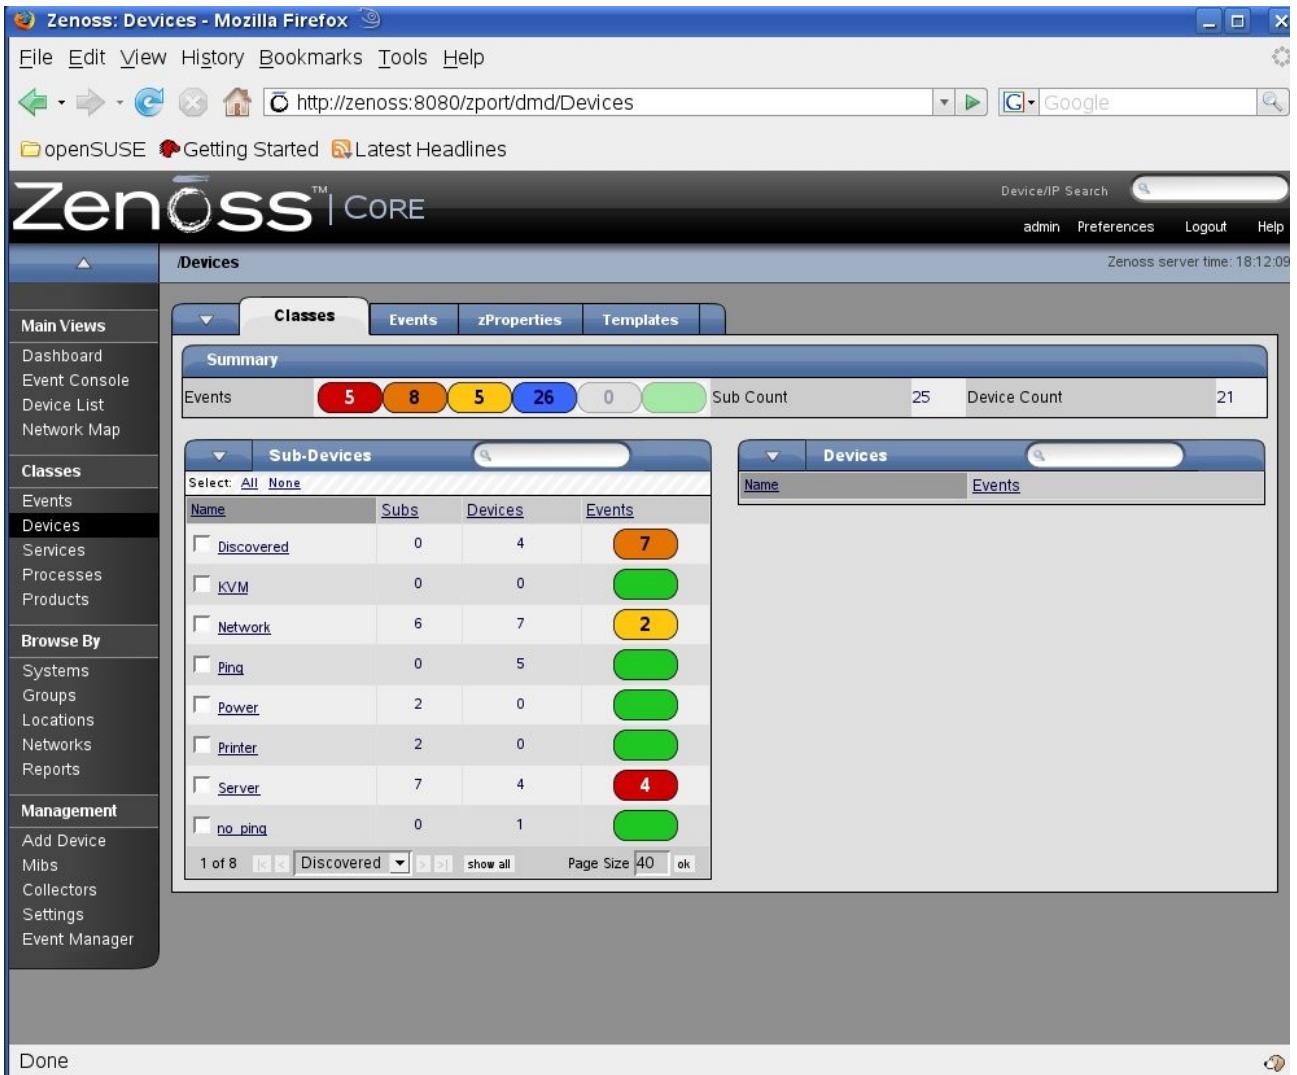 Zenoss: Devices - Mozilla Firefox
File Edit View History Bookmarks Tools Help
http://zenoss:8080/zport/dmd/Devices G Google
openSUSE Getting Started Latest Headlines
Zenoss™ | CORE
Device/IP Search
admin Preferences Logout Help
/Devices Zenoss server time: 18:12:09
Main Views
Dashboard
Event Console
Device List
Network Map
Classes
Events
Devices
Services
Processes
Products
Browse By
Systems
Groups
Locations
Networks
Reports
Management
Add Device
Mibs
Collectors
Settings
Event Manager
Classes Events zProperties Templates
Summary
Events 5 8 5 26 0 Sub Count 25 Device Count 21
Sub-Devices
Select: All None
Name Subs Devices Events
Discovered 0 4 7
KVM 0 0
Network 6 7 2
Ping 0 5
Power 2 0
Printer 2 0
Server 7 4 4
no_ping 0 1
1 of 8 |< < Discovered > >| show all Page Size 40 ok
Devices
Name Events
Done